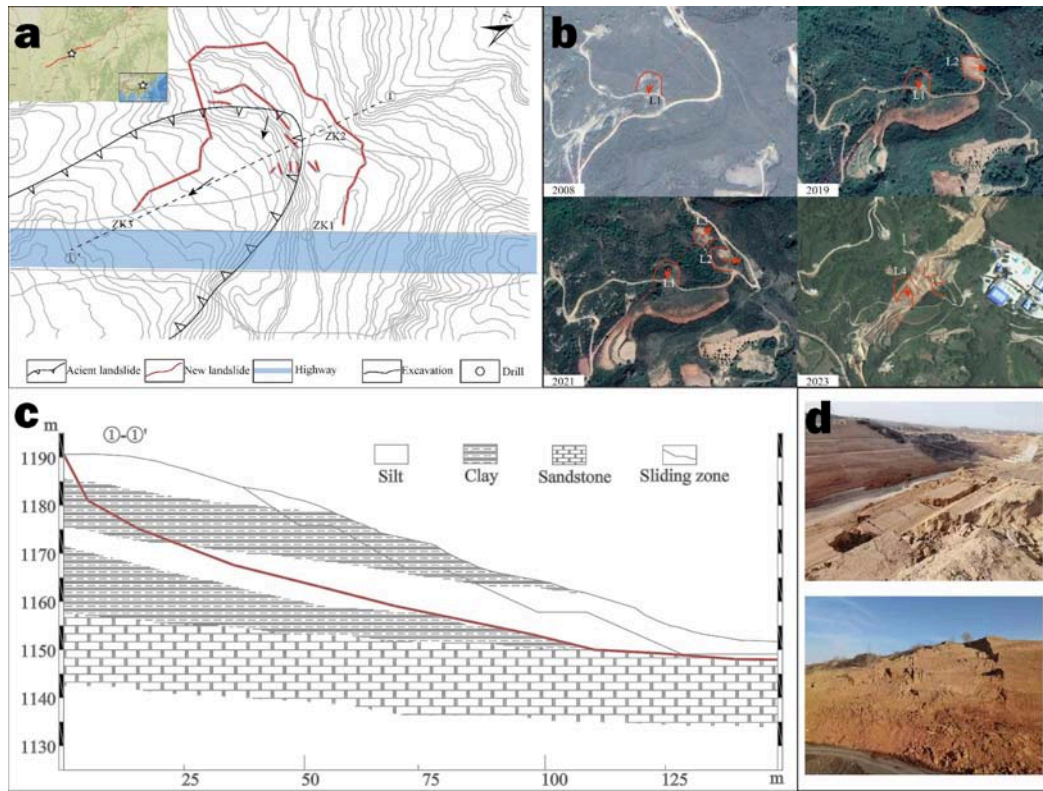 a
N
①
ZK2
ZK3
ZK1
①'
Acient landslide
New landslide
Highway
Excavation
Drill
b
L1
2008
L2
L1
2019
L2
L3
2021
L4
2023
c
m
①-①'
Silt
Clay
Sandstone
Sliding zone
1190
1180
1170
1160
1150
1140
1130
25
50
75
100
125
m
d